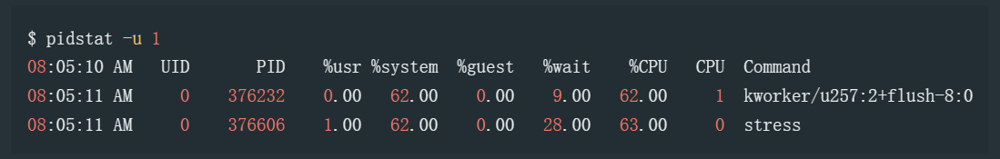 $ pidstat -u 1
08:05:10 AM   UID       PID    %usr %system  %guest   %wait    %CPU   CPU  Command
08:05:11 AM     0    376232    0.00   62.00    0.00    9.00   62.00     1  kworker/u257:2+flush-8:0
08:05:11 AM     0    376606    1.00   62.00    0.00   28.00   63.00     0  stress